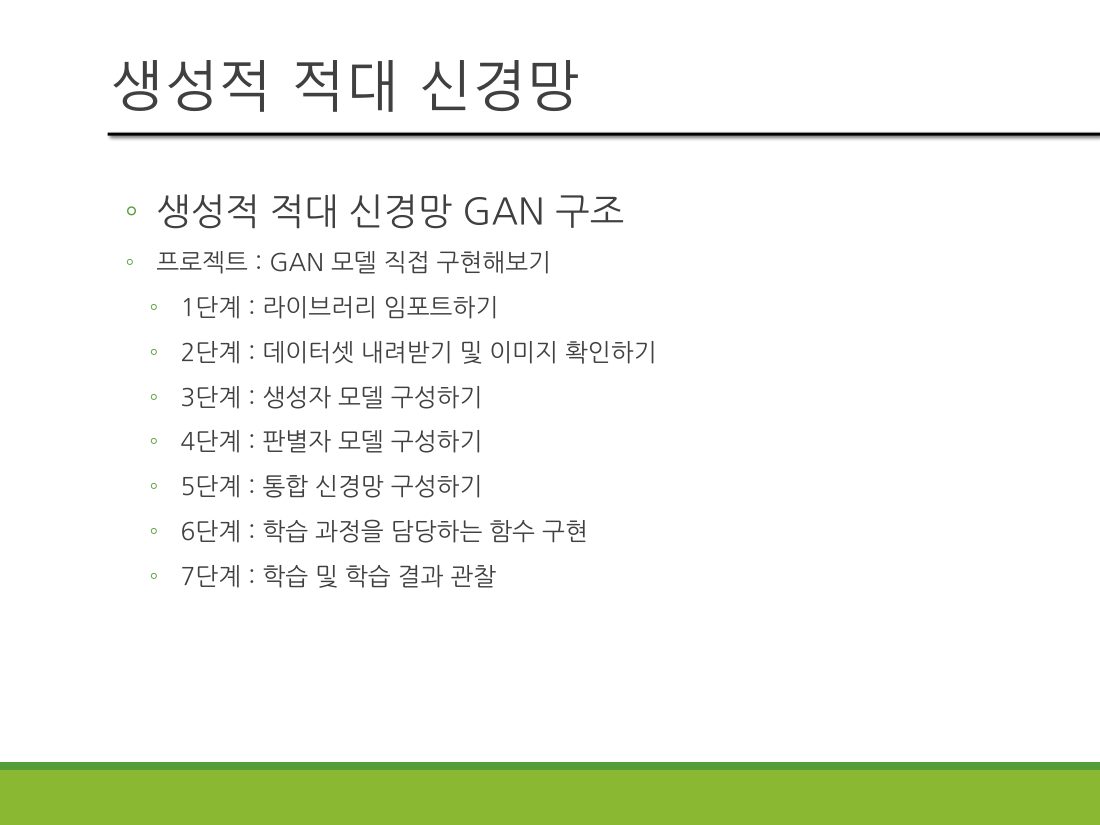 생성적 적대 신경망
◦ 생성적 적대 신경망 GAN 구조
◦ 프로젝트 : GAN 모델 직접 구현해보기
◦ 1단계 : 라이브러리 임포트하기
◦ 2단계 : 데이터셋 내려받기 및 이미지 확인하기
◦ 3단계 : 생성자 모델 구성하기
◦ 4단계 : 판별자 모델 구성하기
◦ 5단계 : 통합 신경망 구성하기
◦ 6단계 : 학습 과정을 담당하는 함수 구현
◦ 7단계 : 학습 및 학습 결과 관찰